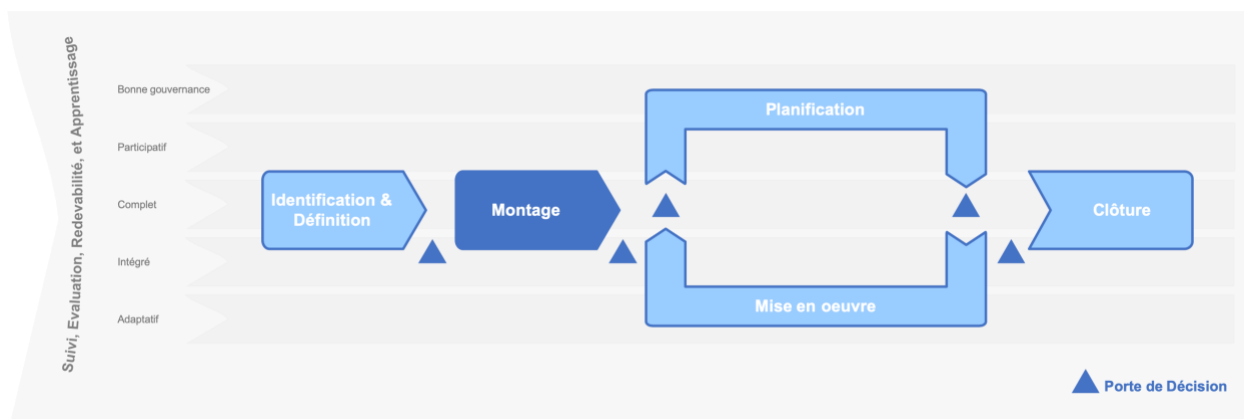 Suivi, Evaluation, Redevabilité, et Apprentissage
Bonne gouvernance
Participatif
Complet
Intégré
Adaptatif
Identification &
Définition
Montage
Planification
Mise en oeuvre
Clôture
Porte de Décision